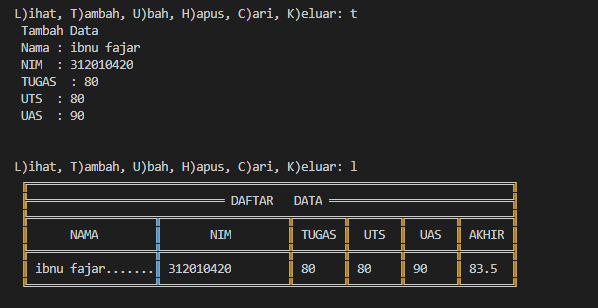 L)ihat, T)ambah, U)bah, H)apus, C)ari, K)eluar: t
Tambah Data
Nama : ibnu fajar
NIM  : 312010420
TUGAS  : 80
UTS  : 80
UAS  : 90
L)ihat, T)ambah, U)bah, H)apus, C)ari, K)eluar: l
DAFTAR   DATA
NAMA NIM TUGAS UTS UAS AKHIR
ibnu fajar....... 312010420 80 80 90 83.5